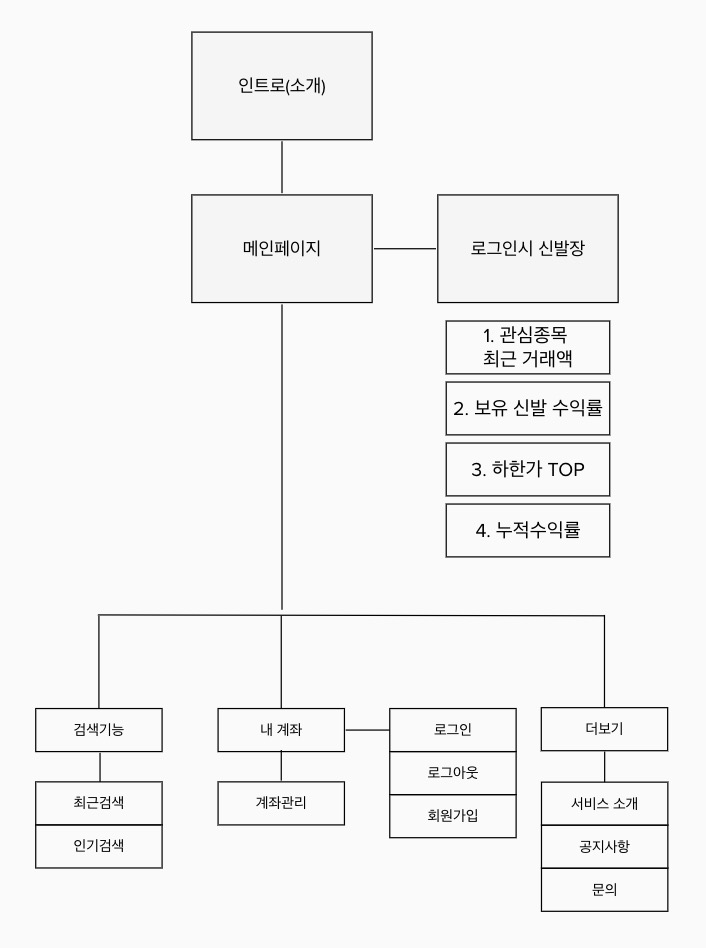 인트로(소개)
메인페이지
로그인시 신발장
1. 관심종목
최근 거래액
2. 보유 신발 수익률
3. 하한가 TOP
4. 누적수익률
검색기능
최근검색
인기검색
내 계좌
계좌관리
로그인
로그아웃
회원가입
더보기
서비스 소개
공지사항
문의